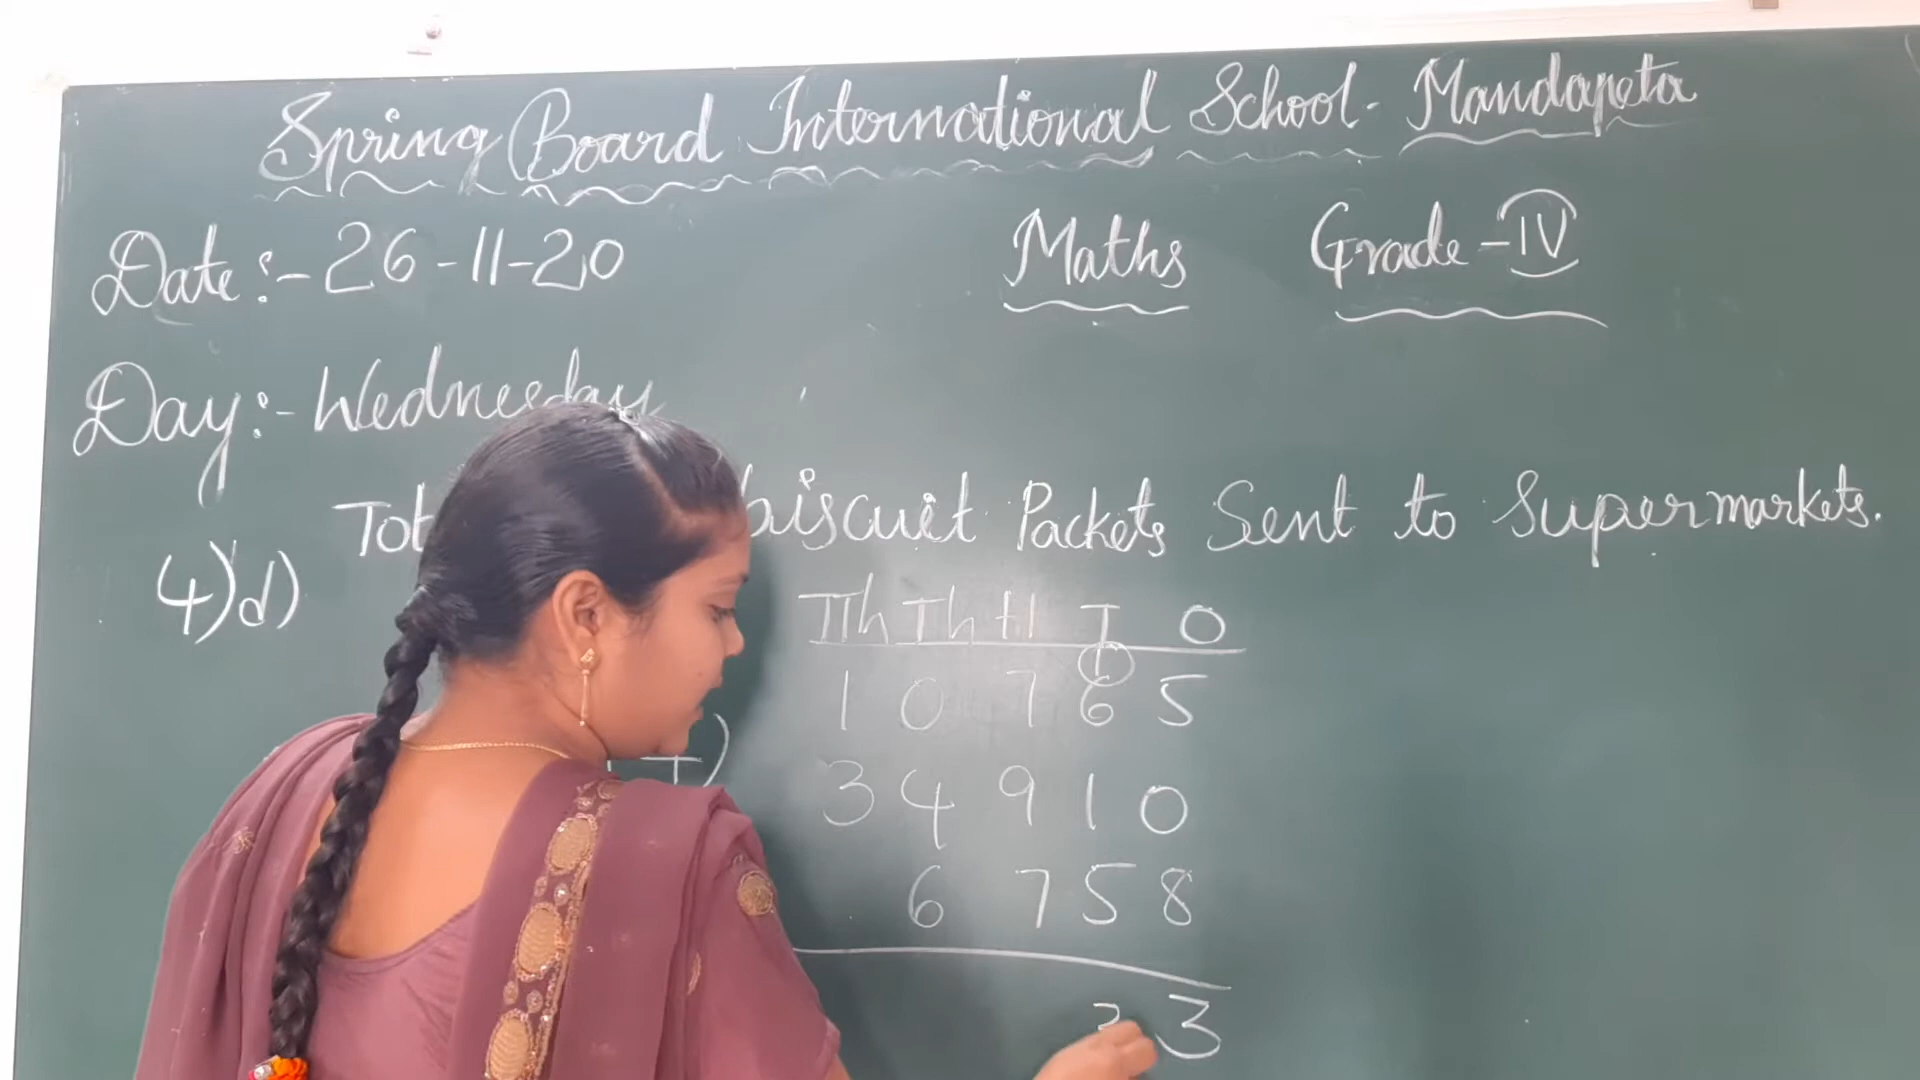 Spring Board International School - Mandapeta
Date:- 26-11-20 Maths Grade-IV
Day:- Wednesday
biscuit Packets Sent to Supermarkets.
4)d)
TTh Th H T O
1
1 0 7 6 5
3 4 9 1 0
6 7 5 8
3